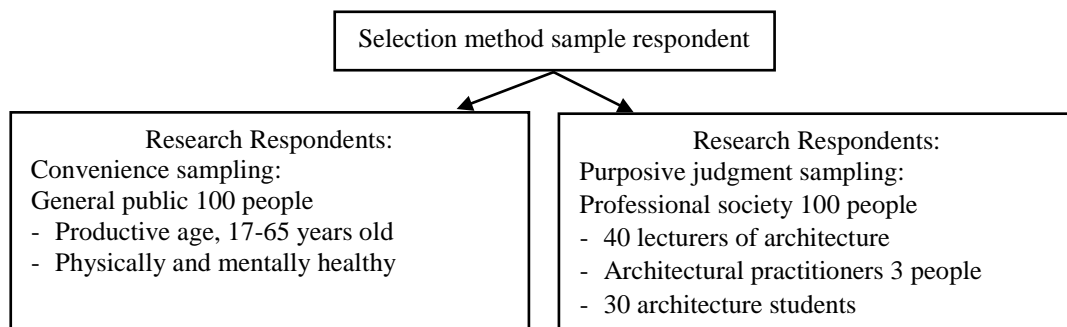 Selection method sample respondent
Research Respondents:
Convenience sampling:
General public 100 people
- Productive age, 17-65 years old
- Physically and mentally healthy
Research Respondents:
Purposive judgment sampling:
Professional society 100 people
- 40 lecturers of architecture
- Architectural practitioners 3 people
- 30 architecture students